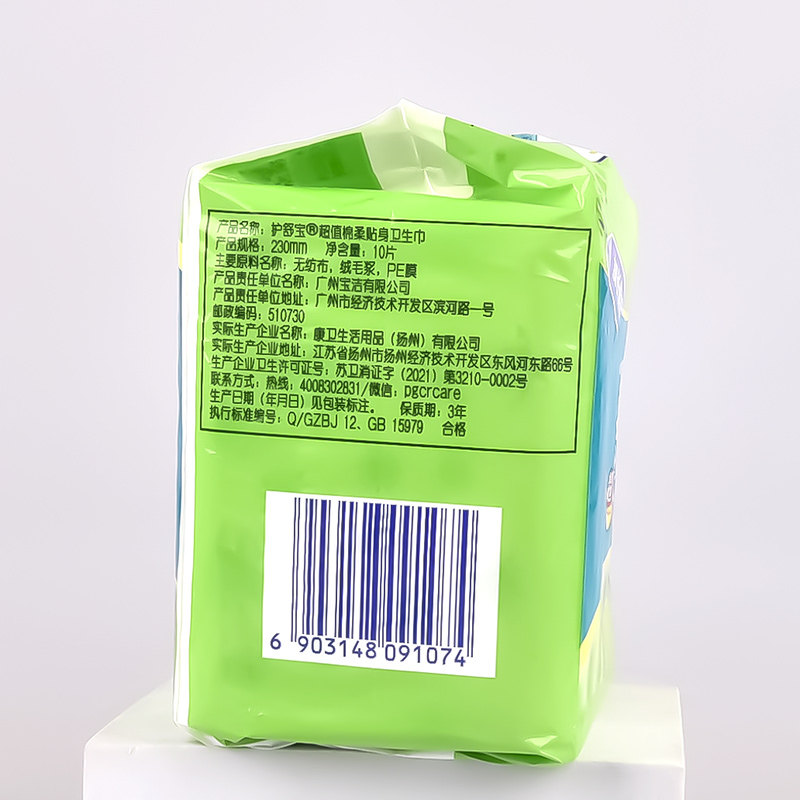 产品名称：护舒宝®超值棉柔贴身卫生巾
产品规格：230mm 净含量：10片
主要原料名称：无纺布，绒毛浆，PE膜
产品责任单位名称：广州宝洁有限公司
产品责任单位地址：广州市经济技术开发区滨河路一号
邮政编码：510730
实际生产企业名称：康卫生活用品（扬州）有限公司
实际生产企业地址：江苏省扬州市扬州经济技术开发区东风河东路66号
生产企业卫生许可证号：苏卫消证字（2021）第3210-0002号
联系方式：热线：4008302831/微信：pgcrcare
生产日期（年月日）见包装标注。 保质期：3年
执行标准编号：Q/GZBJ 12、GB 15979 合格
6 903148 091074